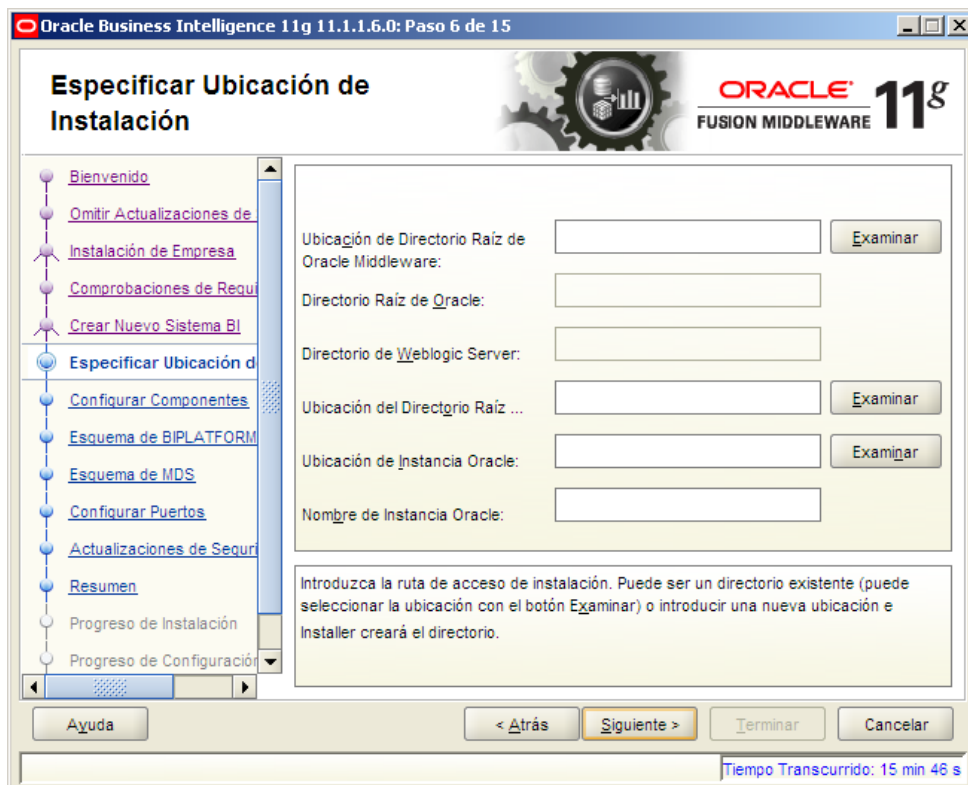 Oracle Business Intelligence 11g 11.1.1.6.0: Paso 6 de 15
Especificar Ubicación de
Instalación
ORACLE
FUSION MIDDLEWARE
11g
Bienvenido
Omitir Actualizaciones de
Instalación de Empresa
Comprobaciones de Requi
Crear Nuevo Sistema BI
Especificar Ubicación d
Configurar Componentes
Esquema de BIPLATFORM
Esquema de MDS
Configurar Puertos
Actualizaciones de Seguri
Resumen
Progreso de Instalación
Progreso de Configuración
Ubicación de Directorio Raíz de
Oracle Middleware:
Examinar
Directorio Raíz de Oracle:
Directorio de Weblogic Server:
Ubicación del Directorio Raíz ...
Examinar
Ubicación de Instancia Oracle:
Examinar
Nombre de Instancia Oracle:
Introduzca la ruta de acceso de instalación. Puede ser un directorio existente (puede
seleccionar la ubicación con el botón Examinar) o introducir una nueva ubicación e
Installer creará el directorio.
Ayuda
< Atrás
Siguiente >
Terminar
Cancelar
Tiempo Transcurrido: 15 min 46 s